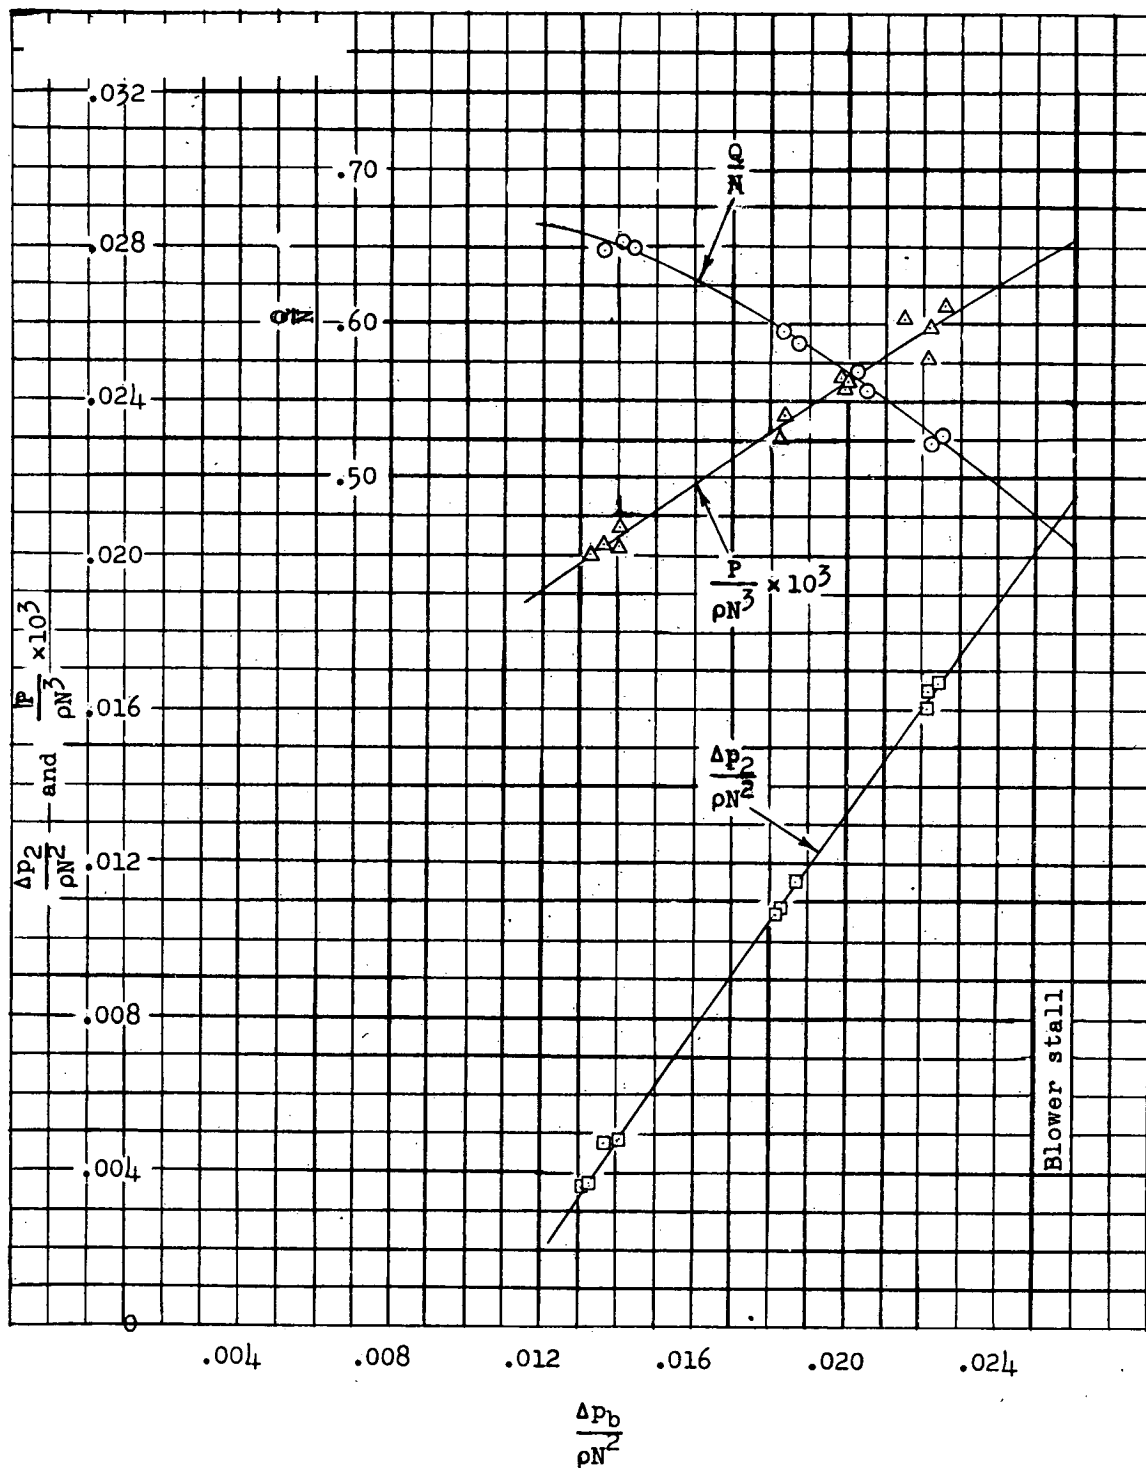 .032
.70
Q
N
.028
Q
N
.60
.024
.50
.020
P
ρN³ × 10³
Δp₂
ρN² and P
ρN³ ×10³
.016
Δp₂
ρN²
.012
.008
Blower stall
.004
0
.004 .008 .012 .016 .020 .024
Δp_b
ρN²